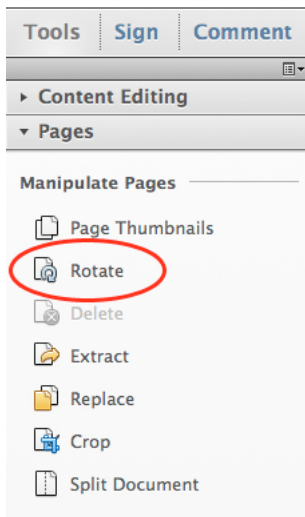 Tools Sign Comment
Content Editing
Pages
Manipulate Pages
Page Thumbnails
Rotate
Delete
Extract
Replace
Crop
Split Document